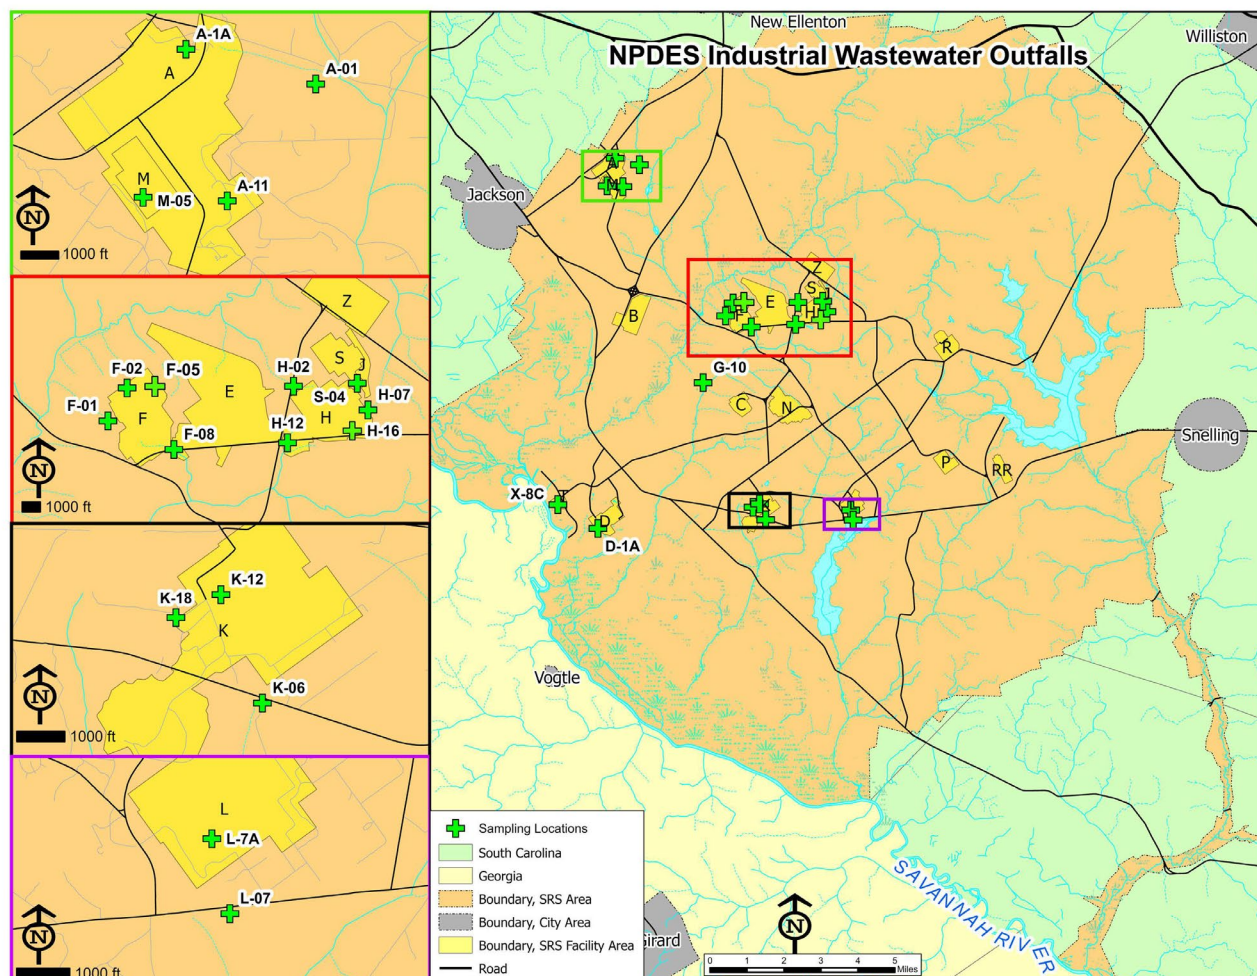 A-1A
A-01
A
M
M-05
A-11
N
1000 ft
Z
S
J
F-02
F-05
E
H-02
S-04
H-07
F-01
F
H
H-16
H-12
F-08
N
1000 ft
K-12
K-18
K
K-06
N
1000 ft
L
L-7A
L-07
N
1000 ft
New Ellenton
Williston
NPDES Industrial Wastewater Outfalls
Jackson
A
M
Z
S
J
E
F
H
B
R
G-10
C
N
Snelling
P
RR
X-8C
T
D
D-1A
K
Vogtle
SAVANNAH RIVER
Sampling Locations
South Carolina
Georgia
Boundary, SRS Area
Boundary, City Area
Boundary, SRS Facility Area
Road
N
0 1 2 3 4 5
Miles